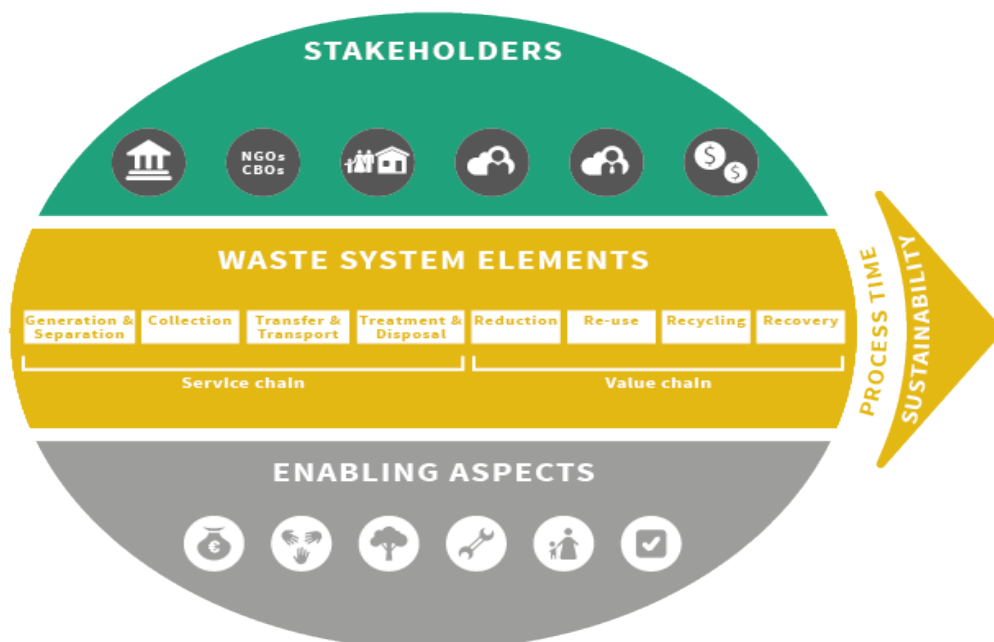 STAKEHOLDERS
NGOs
CBOs
$
$
WASTE SYSTEM ELEMENTS
Generation &
Separation
Collection
Transfer &
Transport
Treatment &
Disposal
Reduction
Re-use
Recycling
Recovery
Service chain
Value chain
PROCESS TIME
SUSTAINABILITY
ENABLING ASPECTS
€